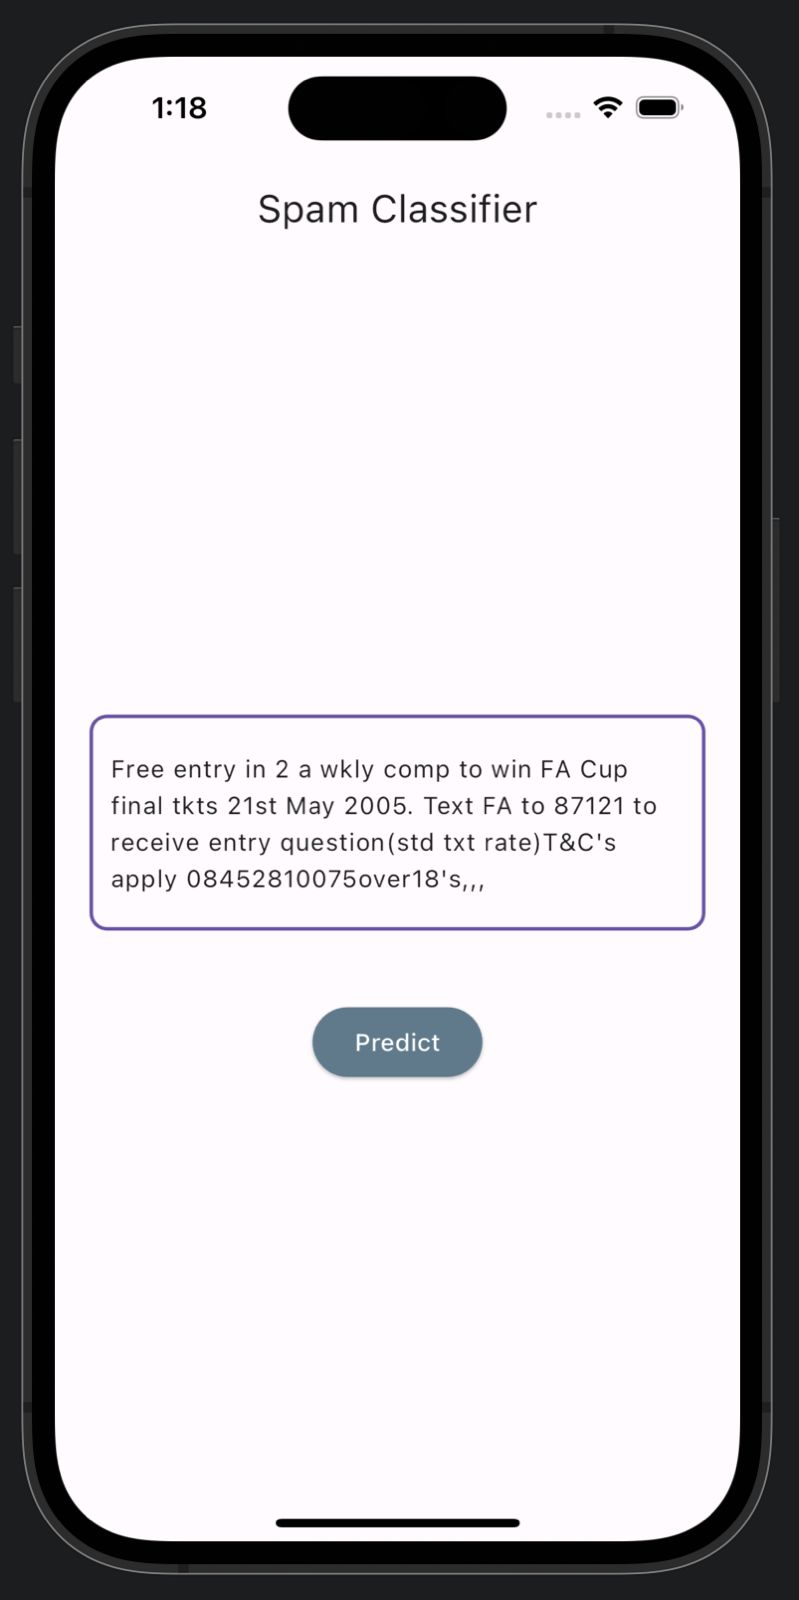 1:18
Spam Classifier
Free entry in 2 a wkly comp to win FA Cup
final tkts 21st May 2005. Text FA to 87121 to
receive entry question(std txt rate)T&C's
apply 08452810075over18's,,,
Predict